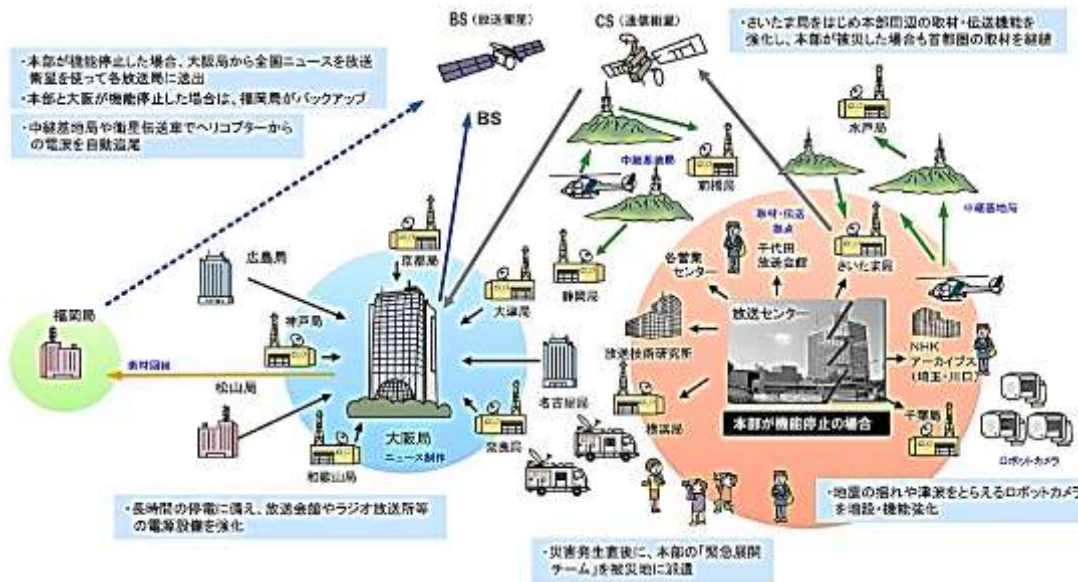 BS（放送衛星）
CS（通信衛星）
・さいたま局をはじめ本部周辺の取材・伝送機能を
強化し、本部が被災した場合も首都圏の取材を継続
・本部が機能停止した場合、大阪局から全国ニュースを放送
衛星を使って各放送局に送出
・本部と大阪が機能停止した場合は、福岡局がバックアップ
・中継基地局や衛星伝送車でヘリコプターから
の電波を自動追尾
BS
水戸局
中継基地局
前橋局
中継基地局
取材・伝送
拠点
京都局
千代田
放送会館
さいたま局
各営業
センター
広島局
静岡局
大津局
放送センター
福岡局
神戸局
放送技術研究所
NHK
アーカイブス
（埼玉・川口）
素材回線
松山局
名古屋局
横浜局
本部が機能停止の場合
千葉局
大阪局
ニュース制作
奈良局
ロボットカメラ
和歌山局
・地震の揺れや津波をとらえるロボットカメラ
を増設・機能強化
・長時間の停電に備え、放送会館やラジオ放送所等
の電源設備を強化
・災害発生直後に、本部の「緊急展開
チーム」を被災地に派遣